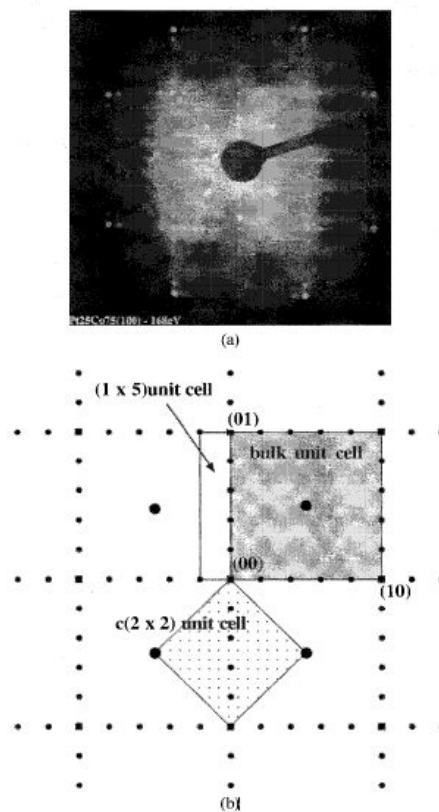 Pt25Co75(100) - 168eV
(a)
(1 x 5)unit cell
(01)
bulk unit cell
(00)
(10)
c(2 x 2) unit cell
(b)